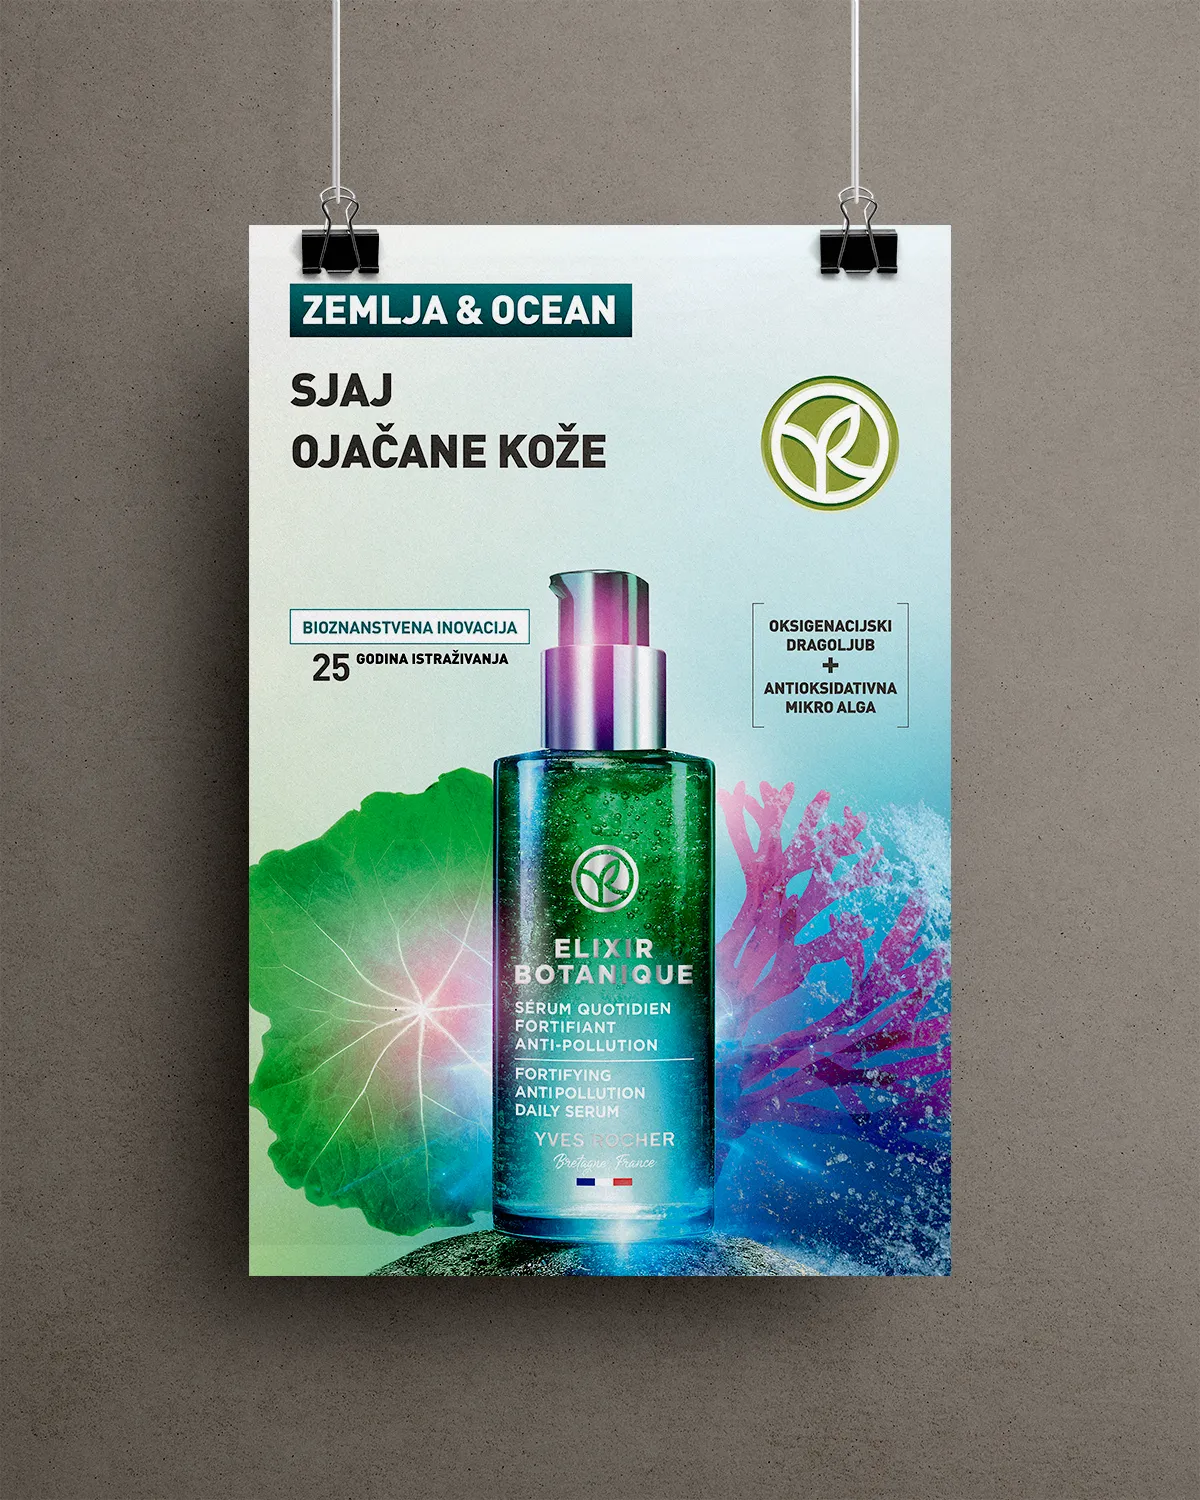 ZEMLJA & OCEAN
SJAJ
OJAČANE KOŽE
BIOZNANSTVENA INOVACIJA
25 GODINA ISTRAŽIVANJA
OKSIGENACIJSKI
DRAGOLJUB
+
ANTIOKSIDATIVNA
MIKRO ALGA
ELIXIR
BOTANIQUE
SÉRUM QUOTIDIEN
FORTIFIANT
ANTI-POLLUTION
FORTIFYING
ANTIPOLLUTION
DAILY SERUM
YVES ROCHER
Bretagne, France